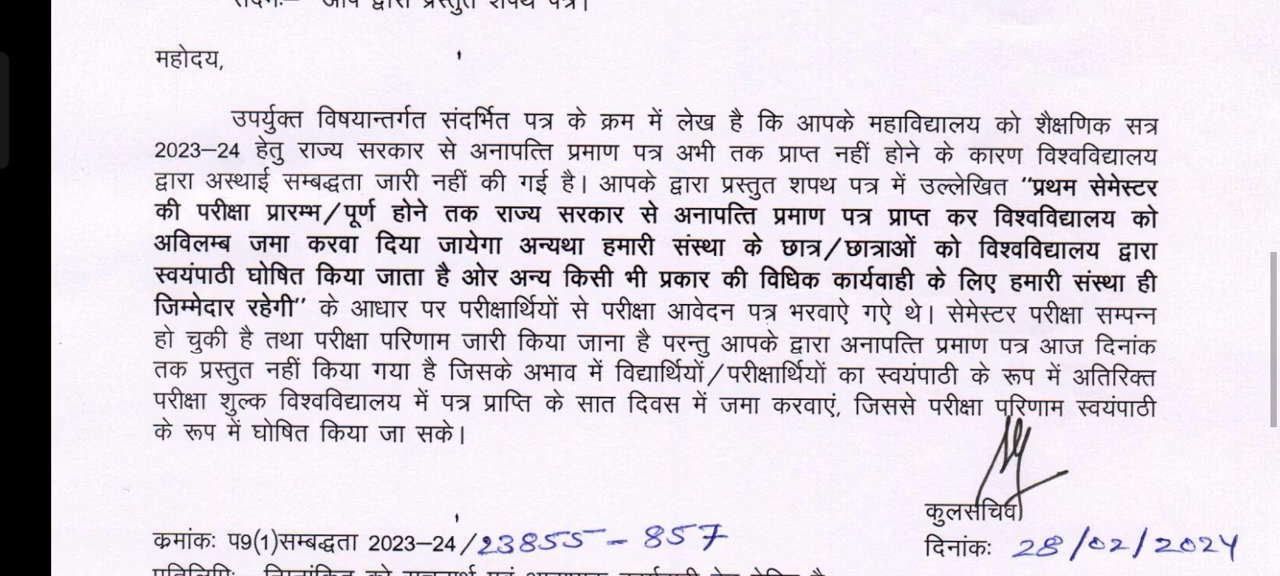 संदर्भः– आप द्वारा प्रस्तुत शपथ पत्र।
महोदय,
उपर्युक्त विषयान्तर्गत संदर्भित पत्र के क्रम में लेख है कि आपके महाविद्यालय को शैक्षणिक सत्र
2023–24 हेतु राज्य सरकार से अनापत्ति प्रमाण पत्र अभी तक प्राप्त नहीं होने के कारण विश्वविद्यालय
द्वारा अस्थाई सम्बद्धता जारी नहीं की गई है। आपके द्वारा प्रस्तुत शपथ पत्र में उल्लेखित "प्रथम सेमेस्टर
की परीक्षा प्रारम्भ/पूर्ण होने तक राज्य सरकार से अनापत्ति प्रमाण पत्र प्राप्त कर विश्वविद्यालय को
अविलम्ब जमा करवा दिया जायेगा अन्यथा हमारी संस्था के छात्र/छात्राओं को विश्वविद्यालय द्वारा
स्वयंपाठी घोषित किया जाता है ओर अन्य किसी भी प्रकार की विधिक कार्यवाही के लिए हमारी संस्था ही
जिम्मेदार रहेगी" के आधार पर परीक्षार्थियों से परीक्षा आवेदन पत्र भरवाऐ गऐ थे। सेमेस्टर परीक्षा सम्पन्न
हो चुकी है तथा परीक्षा परिणाम जारी किया जाना है परन्तु आपके द्वारा अनापत्ति प्रमाण पत्र आज दिनांक
तक प्रस्तुत नहीं किया गया है जिसके अभाव में विद्यार्थियों/परीक्षार्थियों का स्वयंपाठी के रूप में अतिरिक्त
परीक्षा शुल्क विश्वविद्यालय में पत्र प्राप्ति के सात दिवस में जमा करवाएं, जिससे परीक्षा परिणाम स्वयंपाठी
के रूप में घोषित किया जा सके।
कुलसचिव
क्रमांकः प9(1)सम्बद्धता 2023–24/23855–857
दिनांकः 28/02/2024
प्रतिलिपिः